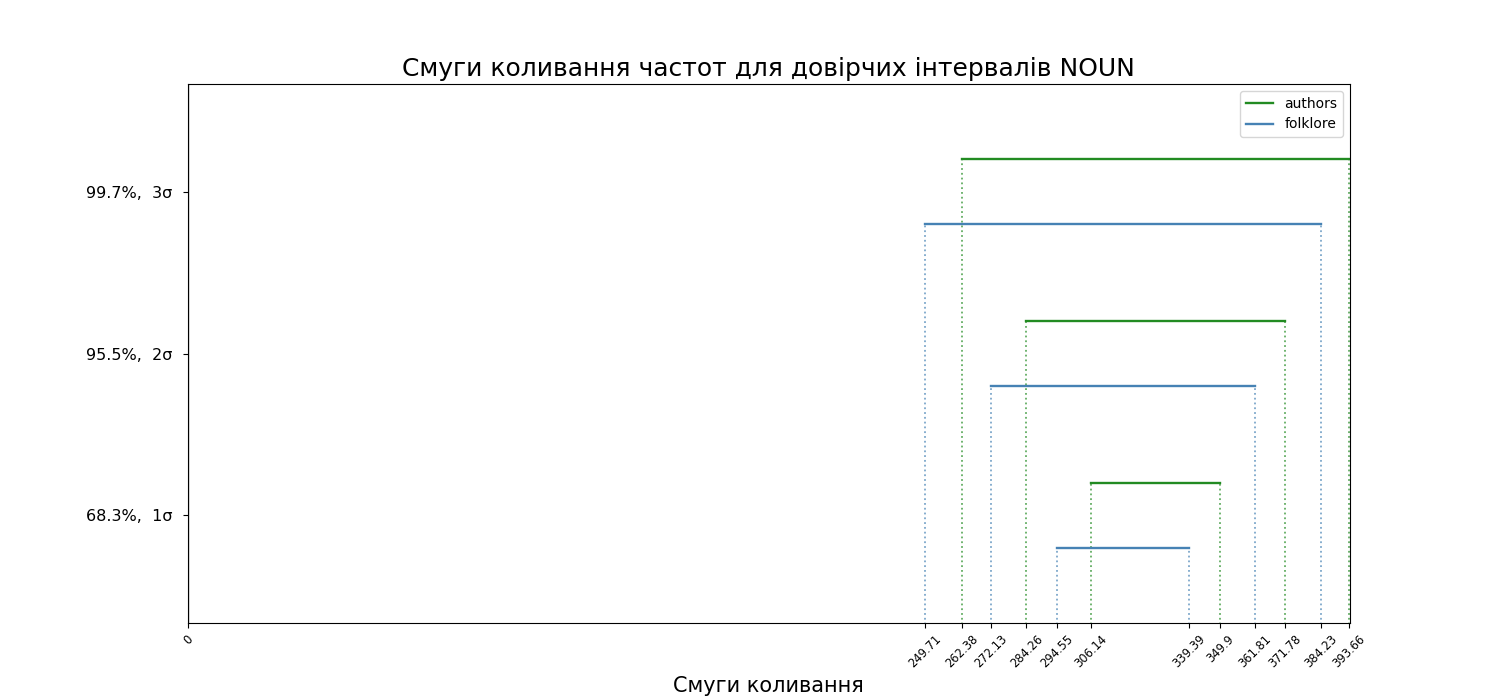 Смуги коливання частот для довірчих інтервалів NOUN
authors
folklore
99.7%,  3σ
95.5%,  2σ
68.3%,  1σ
0
249.71
262.38
272.13
284.26
294.55
306.14
339.39
349.9
361.81
371.78
384.23
393.66
Смуги коливання